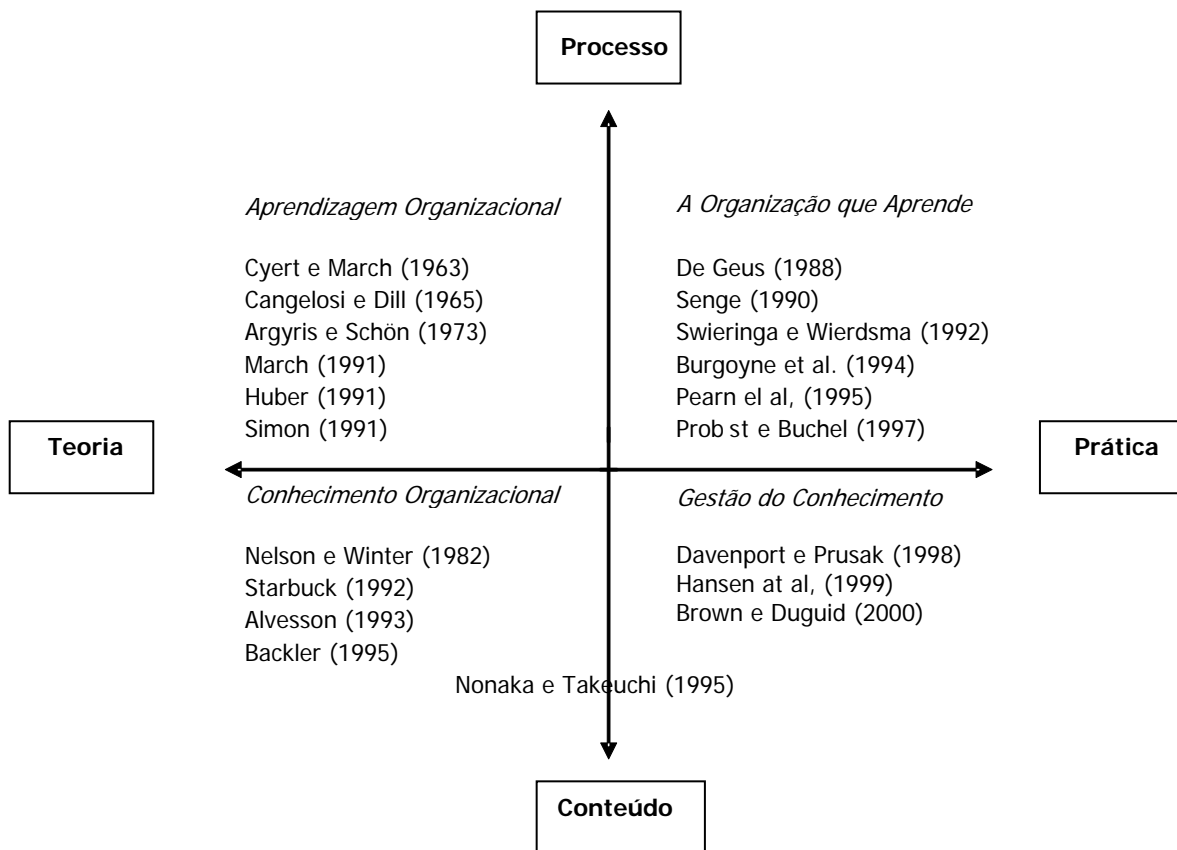 Processo
Aprendizagem Organizacional
Cyert e March (1963)
Cangelosi e Dill (1965)
Argyris e Schön (1973)
March (1991)
Huber (1991)
Simon (1991)
A Organização que Aprende
De Geus (1988)
Senge (1990)
Swieringa e Wierdsma (1992)
Burgoyne et al. (1994)
Pearn el al, (1995)
Prob st e Buchel (1997)
Teoria
Prática
Conhecimento Organizacional
Nelson e Winter (1982)
Starbuck (1992)
Alvesson (1993)
Backler (1995)
Gestão do Conhecimento
Davenport e Prusak (1998)
Hansen at al, (1999)
Brown e Duguid (2000)
Nonaka e Takeuchi (1995)
Conteúdo